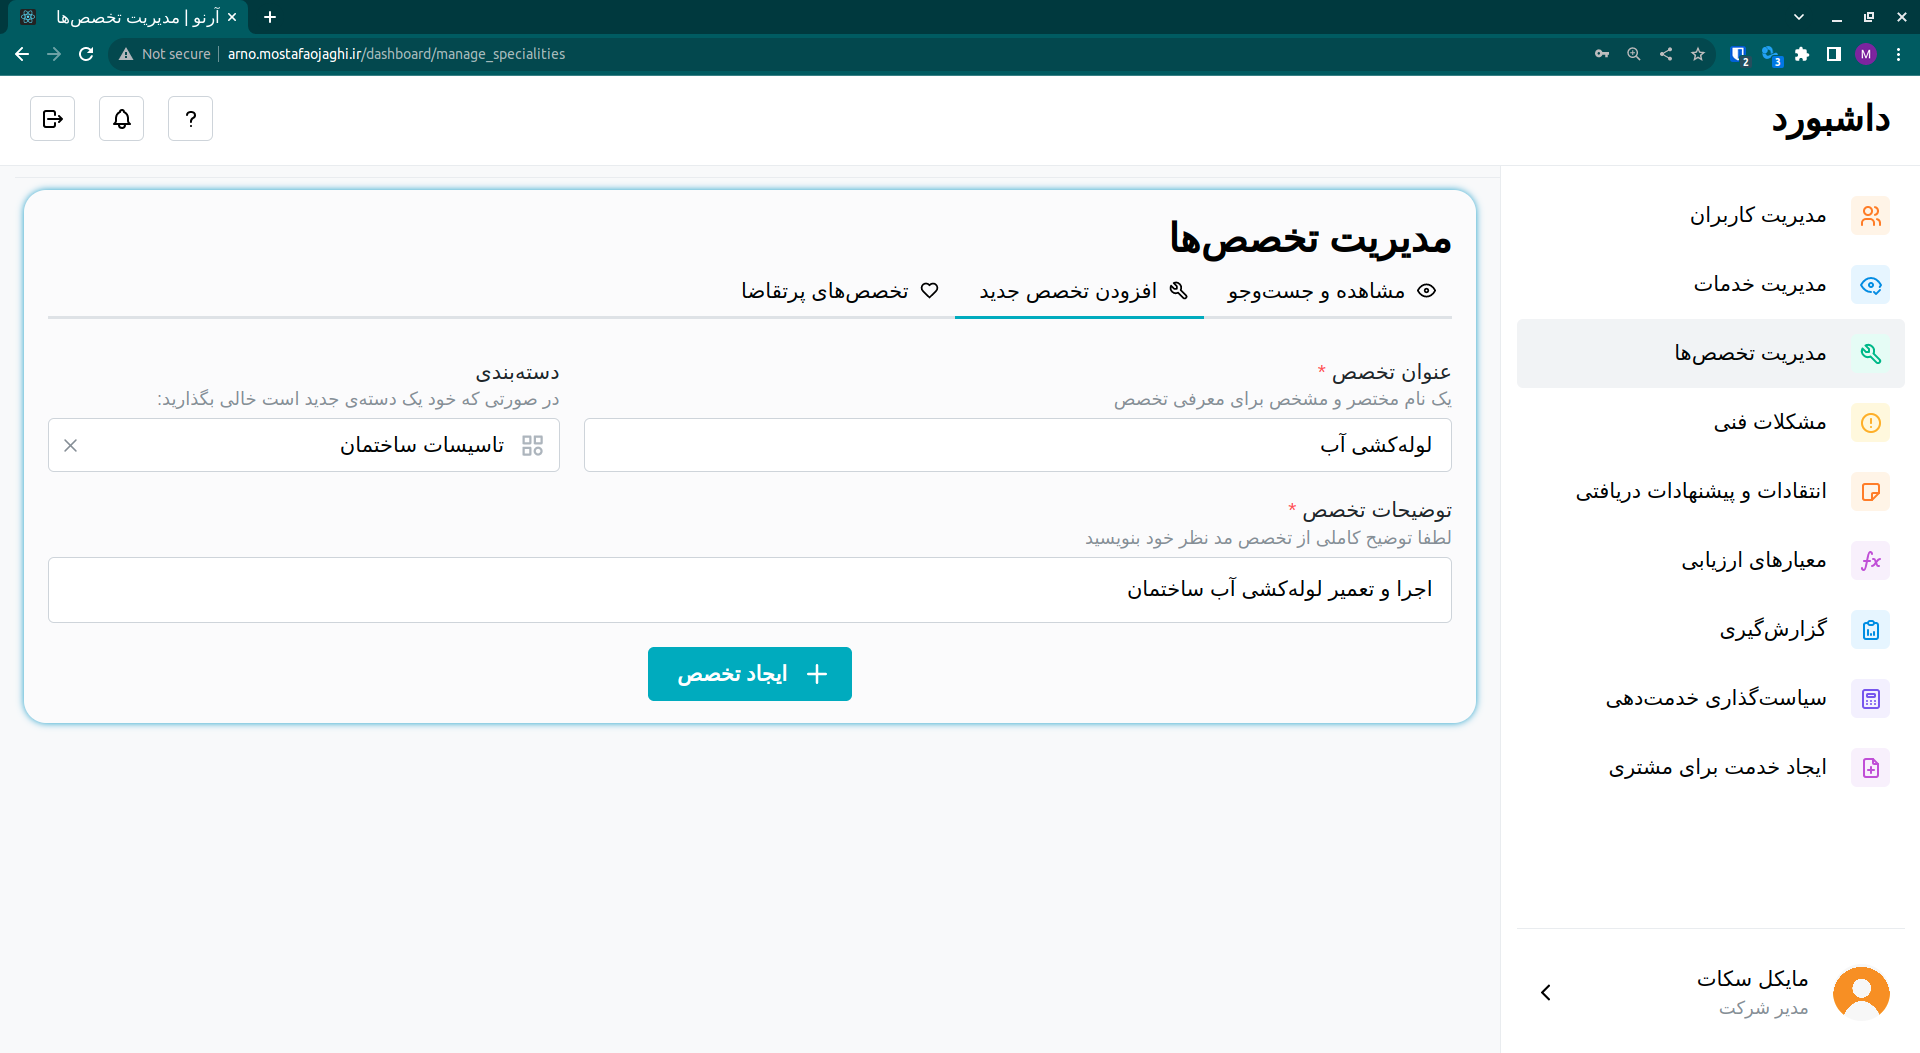 آرنو | مدیریت تخصص‌ها
Not secure
arno.mostafaojaghi.ir/dashboard/manage_specialities
2
3
M
داشبورد
?
مدیریت کاربران
مدیریت خدمات
مدیریت تخصص‌ها
مشکلات فنی
انتقادات و پیشنهادات دریافتی
معیارهای ارزیابی
گزارش‌گیری
سیاست‌گذاری خدمت‌دهی
ایجاد خدمت برای مشتری
مایکل سکات
مدیر شرکت
مدیریت تخصص‌ها
مشاهده و جست‌وجو
افزودن تخصص جدید
تخصص‌های پرتقاضا
عنوان تخصص *
یک نام مختصر و مشخص برای معرفی تخصص
لوله‌کشی آب
دسته‌بندی
در صورتی که خود یک دسته‌ی جدید است خالی بگذارید:
تاسیسات ساختمان
توضیحات تخصص *
لطفا توضیح کاملی از تخصص مد نظر خود بنویسید
اجرا و تعمیر لوله‌کشی آب ساختمان
ایجاد تخصص